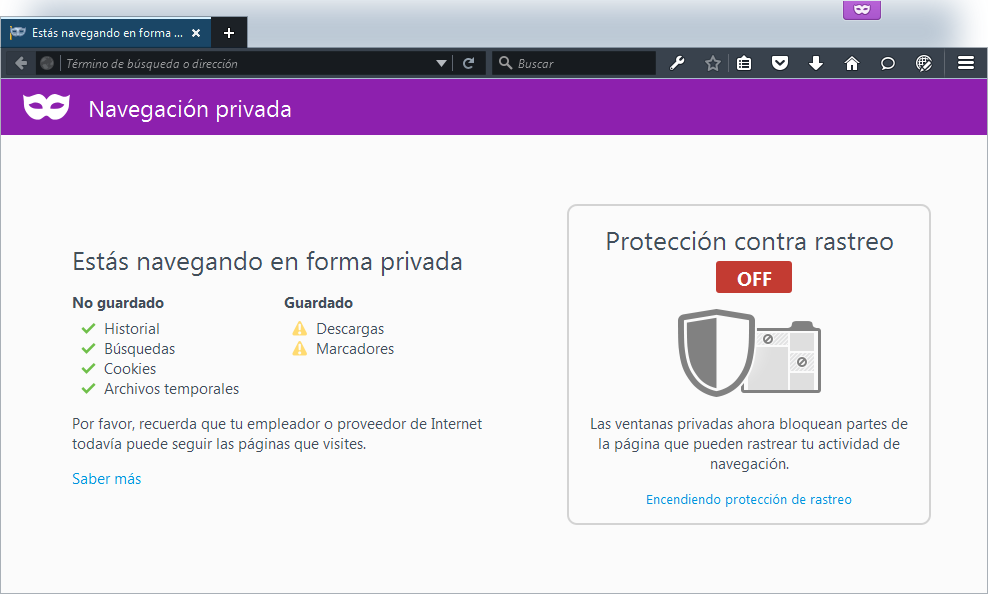 Estás navegando en forma ...
Término de búsqueda o dirección
Buscar
Navegación privada
Estás navegando en forma privada
No guardado
Historial
Búsquedas
Cookies
Archivos temporales
Guardado
Descargas
Marcadores
Por favor, recuerda que tu empleador o proveedor de Internet
todavía puede seguir las páginas que visites.
Saber más
Protección contra rastreo
OFF
Las ventanas privadas ahora bloquean partes de
la página que pueden rastrear tu actividad de
navegación.
Encendiendo protección de rastreo